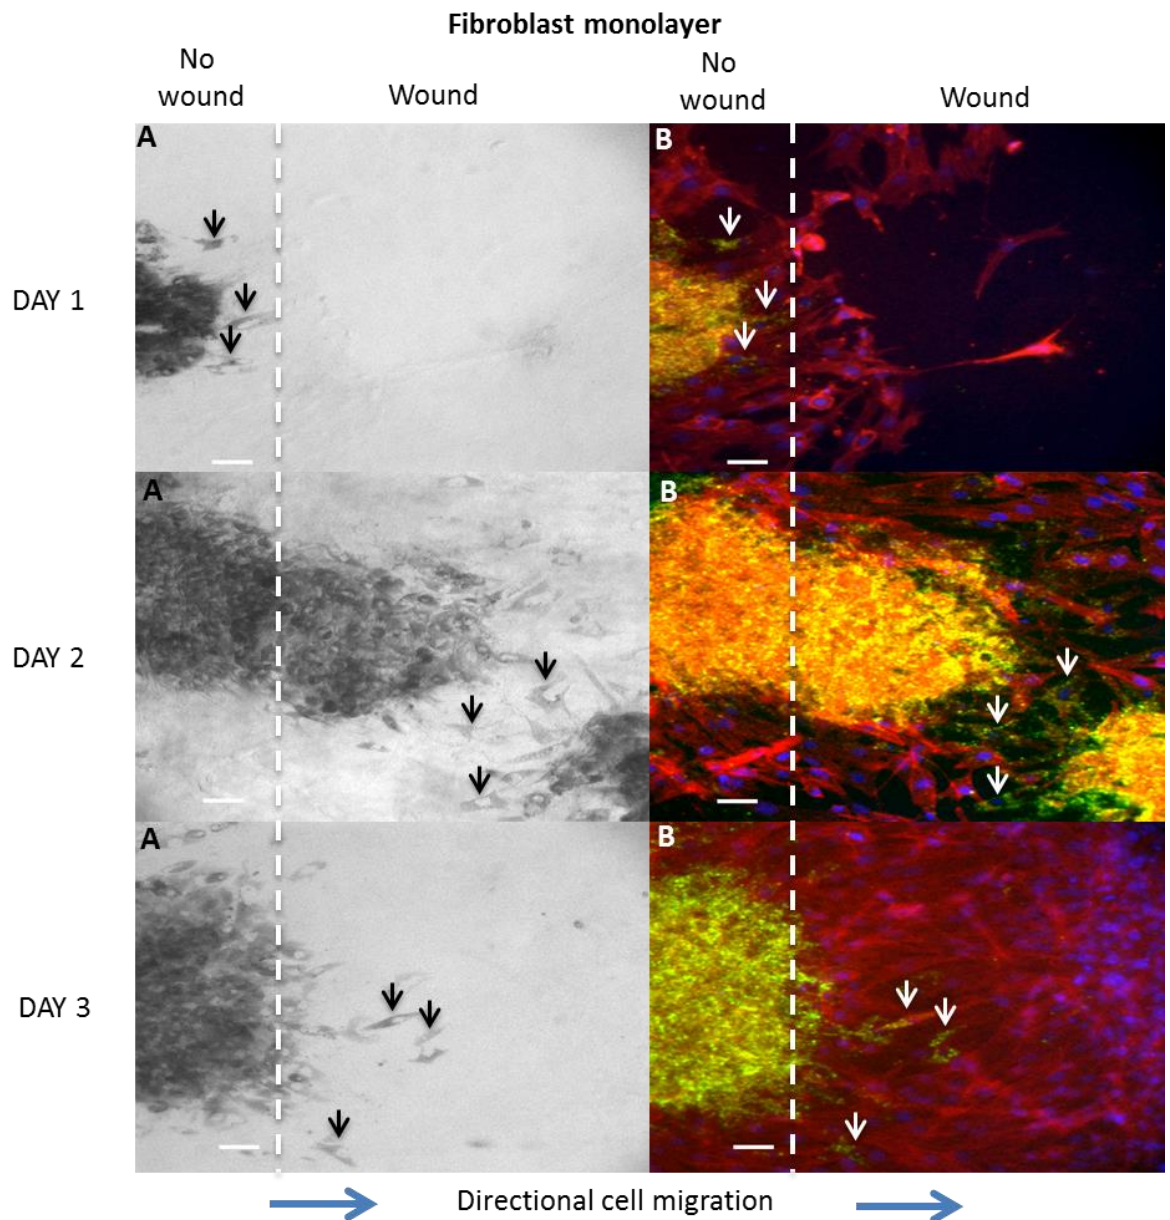 Fibroblast monolayer
No
wound
Wound
No
wound
Wound
DAY 1
A
B
DAY 2
A
B
DAY 3
A
B
Directional cell migration